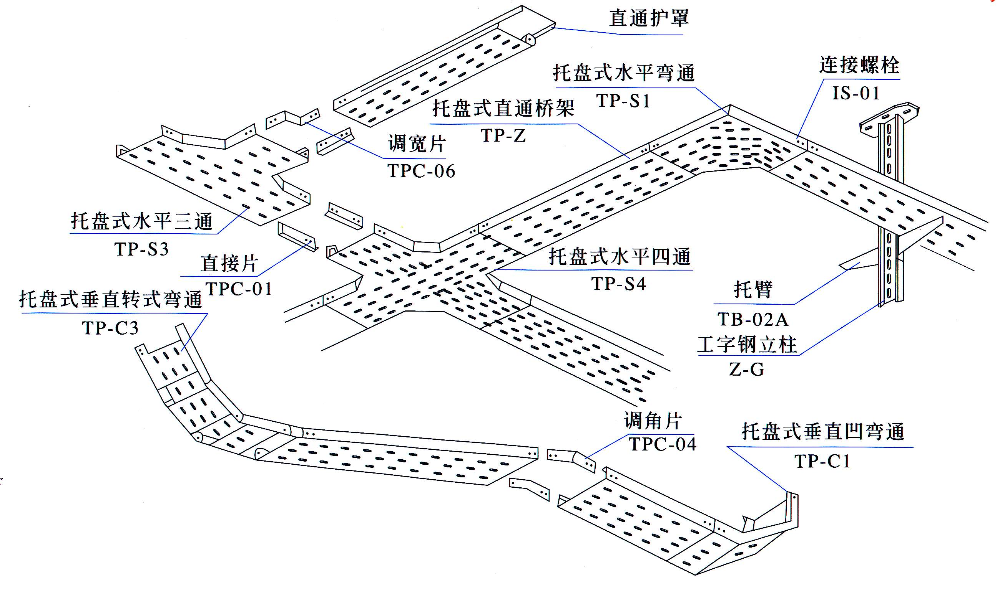 直通护罩
连接螺栓
IS-01
托盘式水平弯通
TP-S1
托盘式直通桥架
TP-Z
调宽片
TPC-06
托盘式水平三通
TP-S3
直接片
TPC-01
托盘式水平四通
TP-S4
托臂
TB-02A
工字钢立柱
Z-G
托盘式垂直转式弯通
TP-C3
调角片
TPC-04
托盘式垂直凹弯通
TP-C1